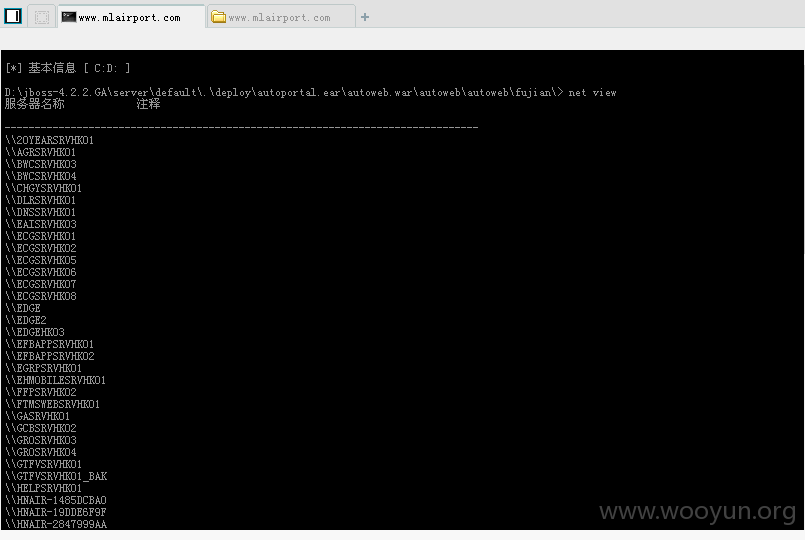 www.mlairport.com
www.mlairport.com
[*] 基本信息 [ C:D: ]
D:\jboss-4.2.2.GA\server\default\.\deploy\autoportal.ear\autoweb.war\autoweb\autoweb\fujian\> net view
服务器名称 注释
-------------------------------------------------------------------------------
\\20YEARSRVHK01
\\AGRSRVHK01
\\BWCSRVHK03
\\BWCSRVHK04
\\CHGYSRVHK01
\\DLRSRVHK01
\\DNSSRVHK01
\\EAISRVHK03
\\ECGSRVHK01
\\ECGSRVHK02
\\ECGSRVHK05
\\ECGSRVHK06
\\ECGSRVHK07
\\ECGSRVHK08
\\EDGE
\\EDGE2
\\EDGEHK03
\\EFBAPPSRVHK01
\\EFBAPPSRVHK02
\\EGRPSRVHK01
\\EHMOBILESRVHK01
\\FFPSRVHK02
\\FTMSWEBSRVHK01
\\GASRVHK01
\\GCBSRVHK02
\\GROSRVHK03
\\GROSRVHK04
\\GTFVSRVHK01
\\GTFVSRVHK01_BAK
\\HELPSRVHK01
\\HNAIR-1485DCBA0
\\HNAIR-19DDE6F9F
\\HNAIR-2847999AA
www.wooyun.org